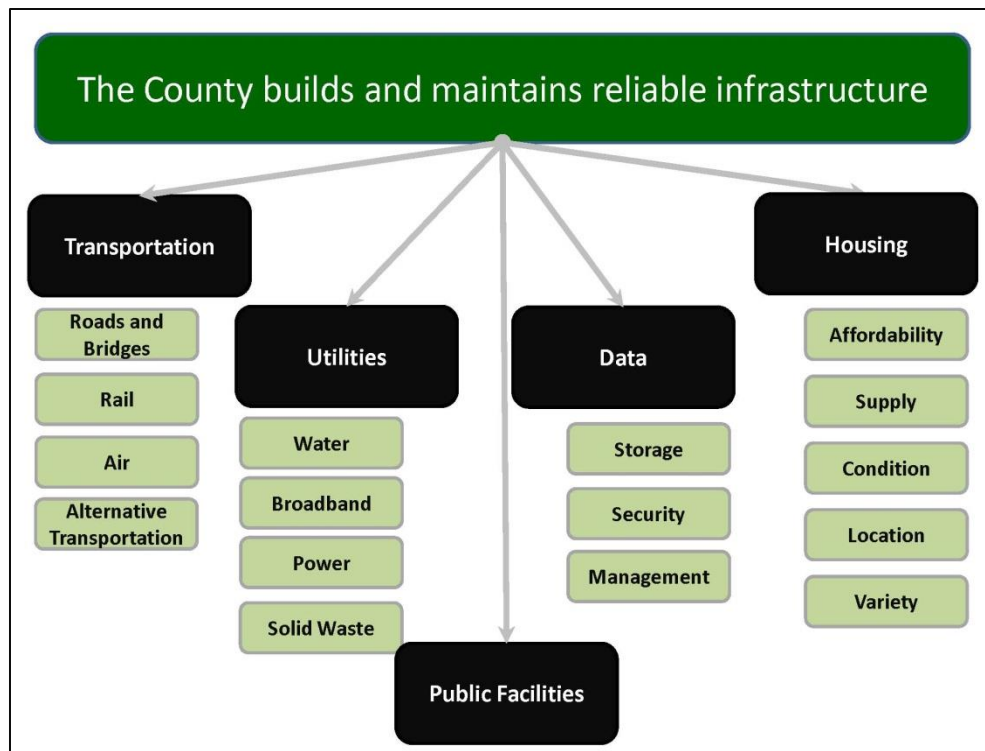 The County builds and maintains reliable infrastructure
Transportation
Roads and
Bridges
Rail
Air
Alternative
Transportation
Utilities
Water
Broadband
Power
Solid Waste
Public Facilities
Data
Storage
Security
Management
Housing
Affordability
Supply
Condition
Location
Variety